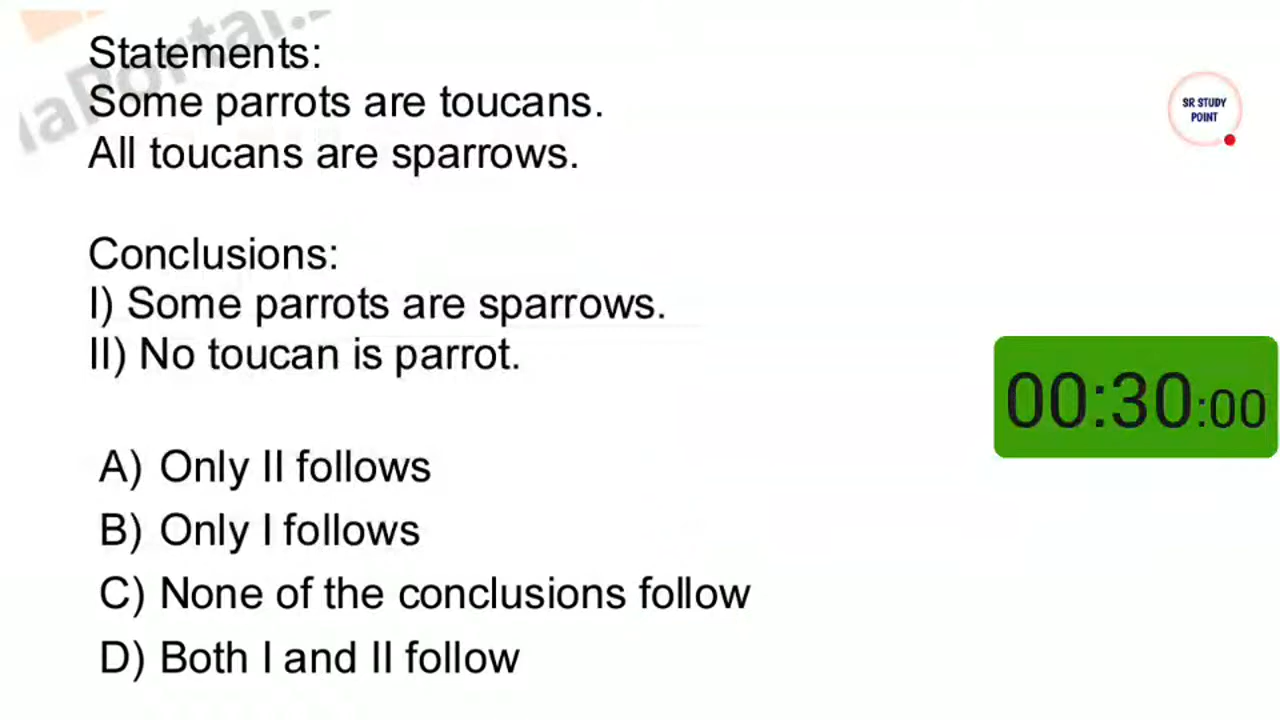 Statements:
Some parrots are toucans.
All toucans are sparrows.
Conclusions:
I) Some parrots are sparrows.
II) No toucan is parrot.
A) Only II follows
B) Only I follows
C) None of the conclusions follow
D) Both I and II follow
SR STUDY
POINT
00:30:00